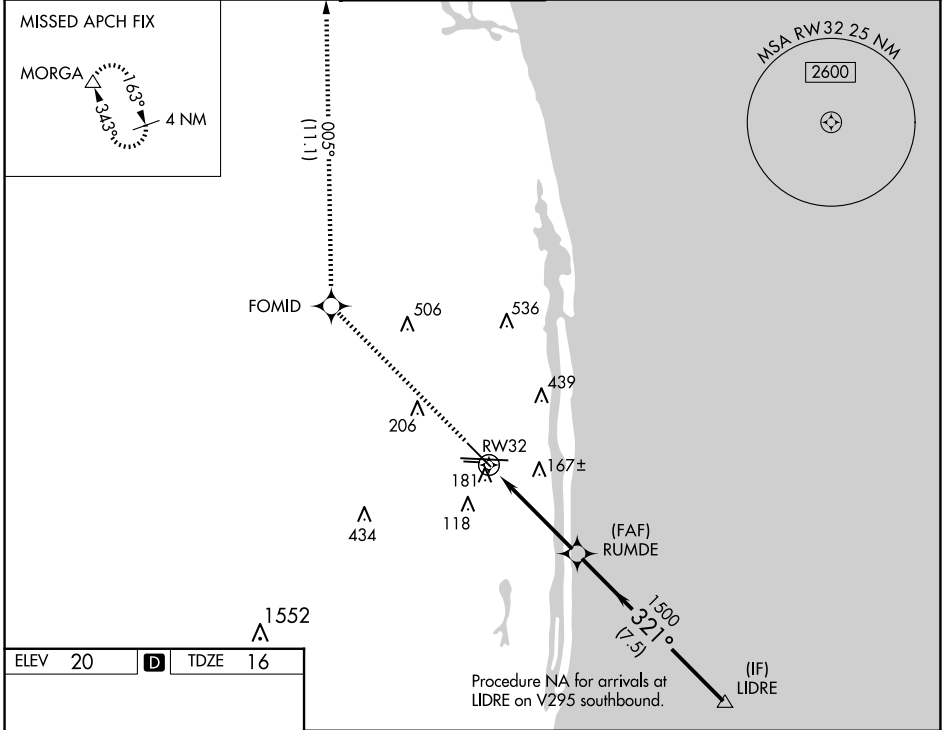 MISSED APCH FIX
MORGA
163°
343°
4 NM
005°
(11.1)
MSA RW32 25 NM
2600
FOMID
506
536
439
206
RW32
181
167±
118
434
(FAF)
RUMDE
1500
321°
(7.5)
1552
(IF)
LIDRE
ELEV 20 D TDZE 16
Procedure NA for arrivals at
LIDRE on V295 southbound.